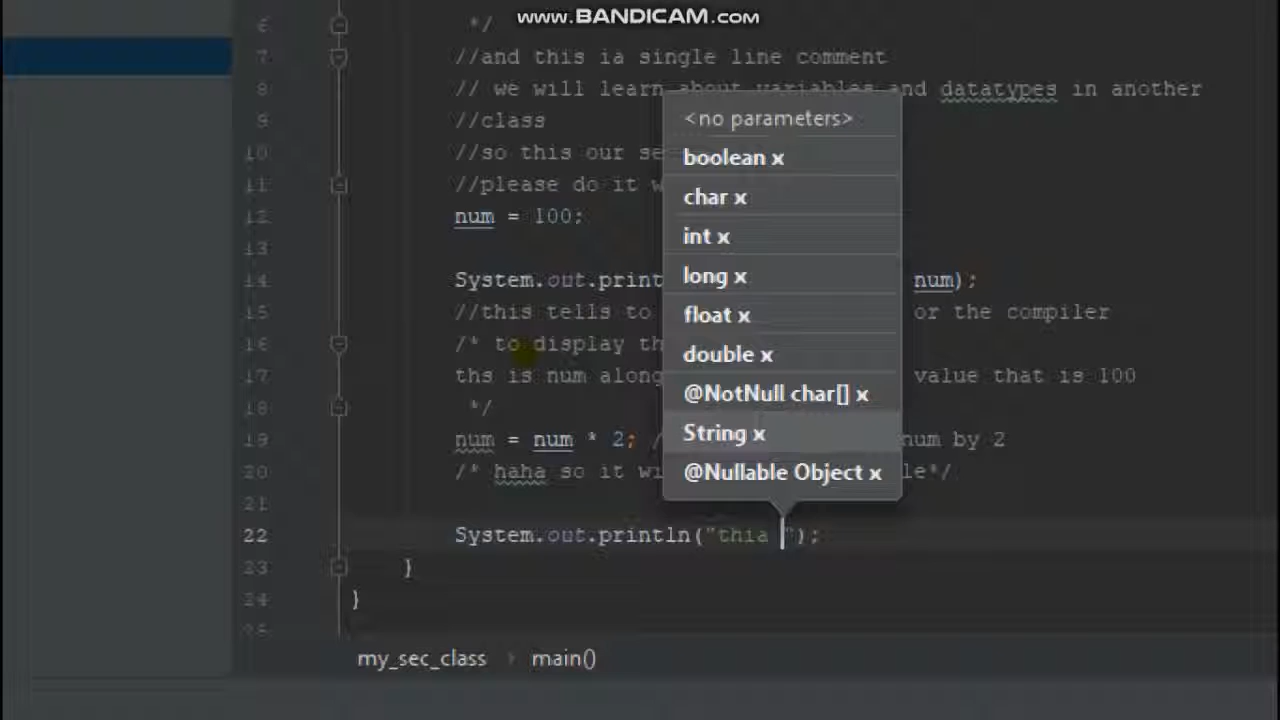 www.BANDICAM.com
6 */
7 //and this ia single line comment
8 // we will learn about variables and datatypes in another
9 //class
10 //so this our se
11 //please do it w
12 num = 100;
13
14 System.out.print num);
15 //this tells to or the compiler
16 /* to display th
17 ths is num along value that is 100
18 */
19 num = num * 2; / num by 2
20 /* haha so it wi le*/
21
22 System.out.println("thia ");
23 }
24 }
25
<no parameters>
boolean x
char x
int x
long x
float x
double x
@NotNull char[] x
String x
@Nullable Object x
my_sec_class › main()